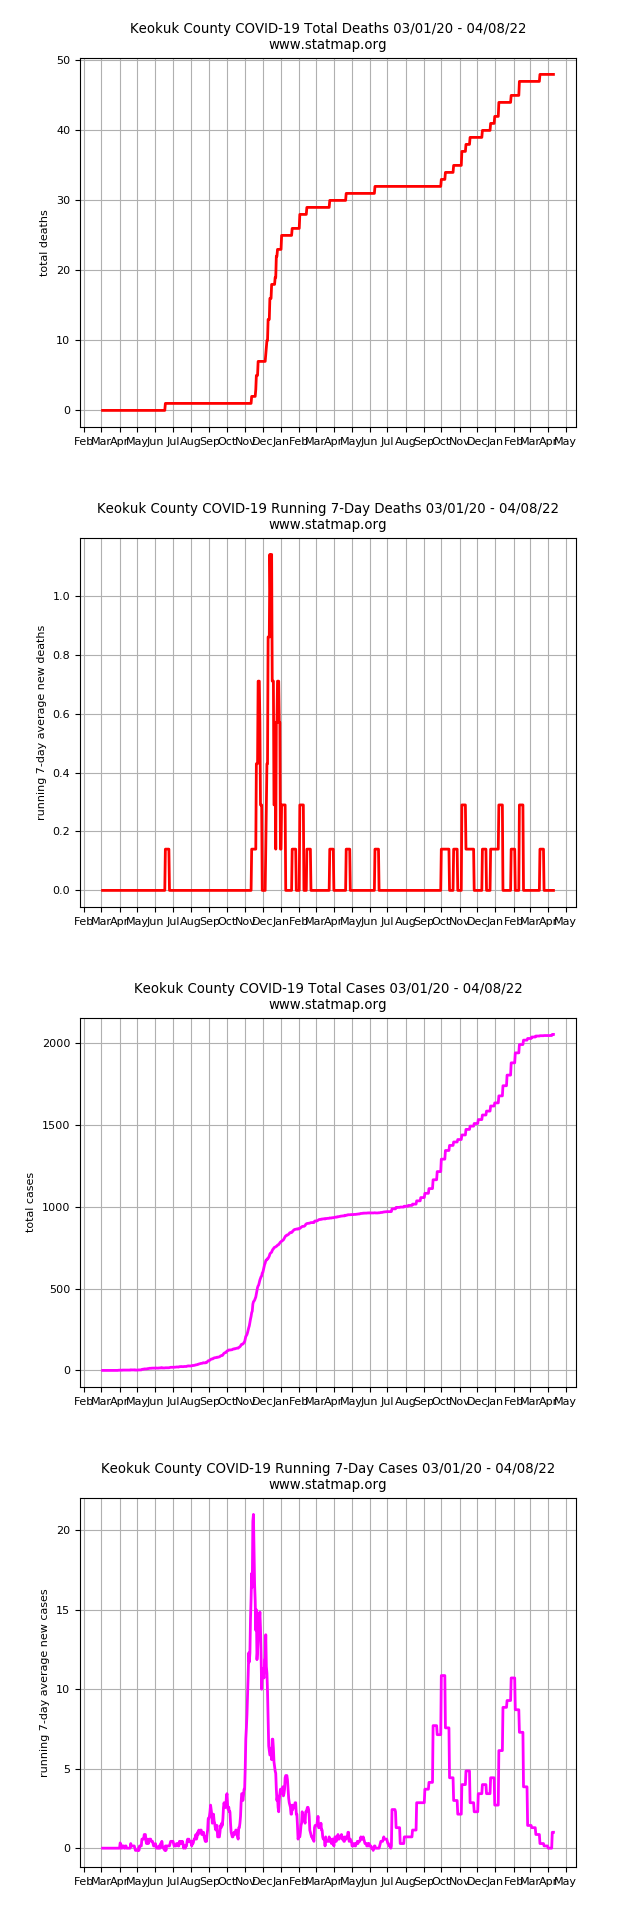 Keokuk County COVID-19 Total Deaths 03/01/20 - 04/08/22
www.statmap.org
50
40
30
20
10
0
total deaths
Feb Mar Apr May Jun Jul Aug Sep Oct Nov Dec Jan Feb Mar Apr May Jun Jul Aug Sep Oct Nov Dec Jan Feb Mar Apr May
Keokuk County COVID-19 Running 7-Day Deaths 03/01/20 - 04/08/22
www.statmap.org
1.0
0.8
0.6
0.4
0.2
0.0
running 7-day average new deaths
Feb Mar Apr May Jun Jul Aug Sep Oct Nov Dec Jan Feb Mar Apr May Jun Jul Aug Sep Oct Nov Dec Jan Feb Mar Apr May
Keokuk County COVID-19 Total Cases 03/01/20 - 04/08/22
www.statmap.org
2000
1500
1000
500
0
total cases
Feb Mar Apr May Jun Jul Aug Sep Oct Nov Dec Jan Feb Mar Apr May Jun Jul Aug Sep Oct Nov Dec Jan Feb Mar Apr May
Keokuk County COVID-19 Running 7-Day Cases 03/01/20 - 04/08/22
www.statmap.org
20
15
10
5
0
running 7-day average new cases
Feb Mar Apr May Jun Jul Aug Sep Oct Nov Dec Jan Feb Mar Apr May Jun Jul Aug Sep Oct Nov Dec Jan Feb Mar Apr May